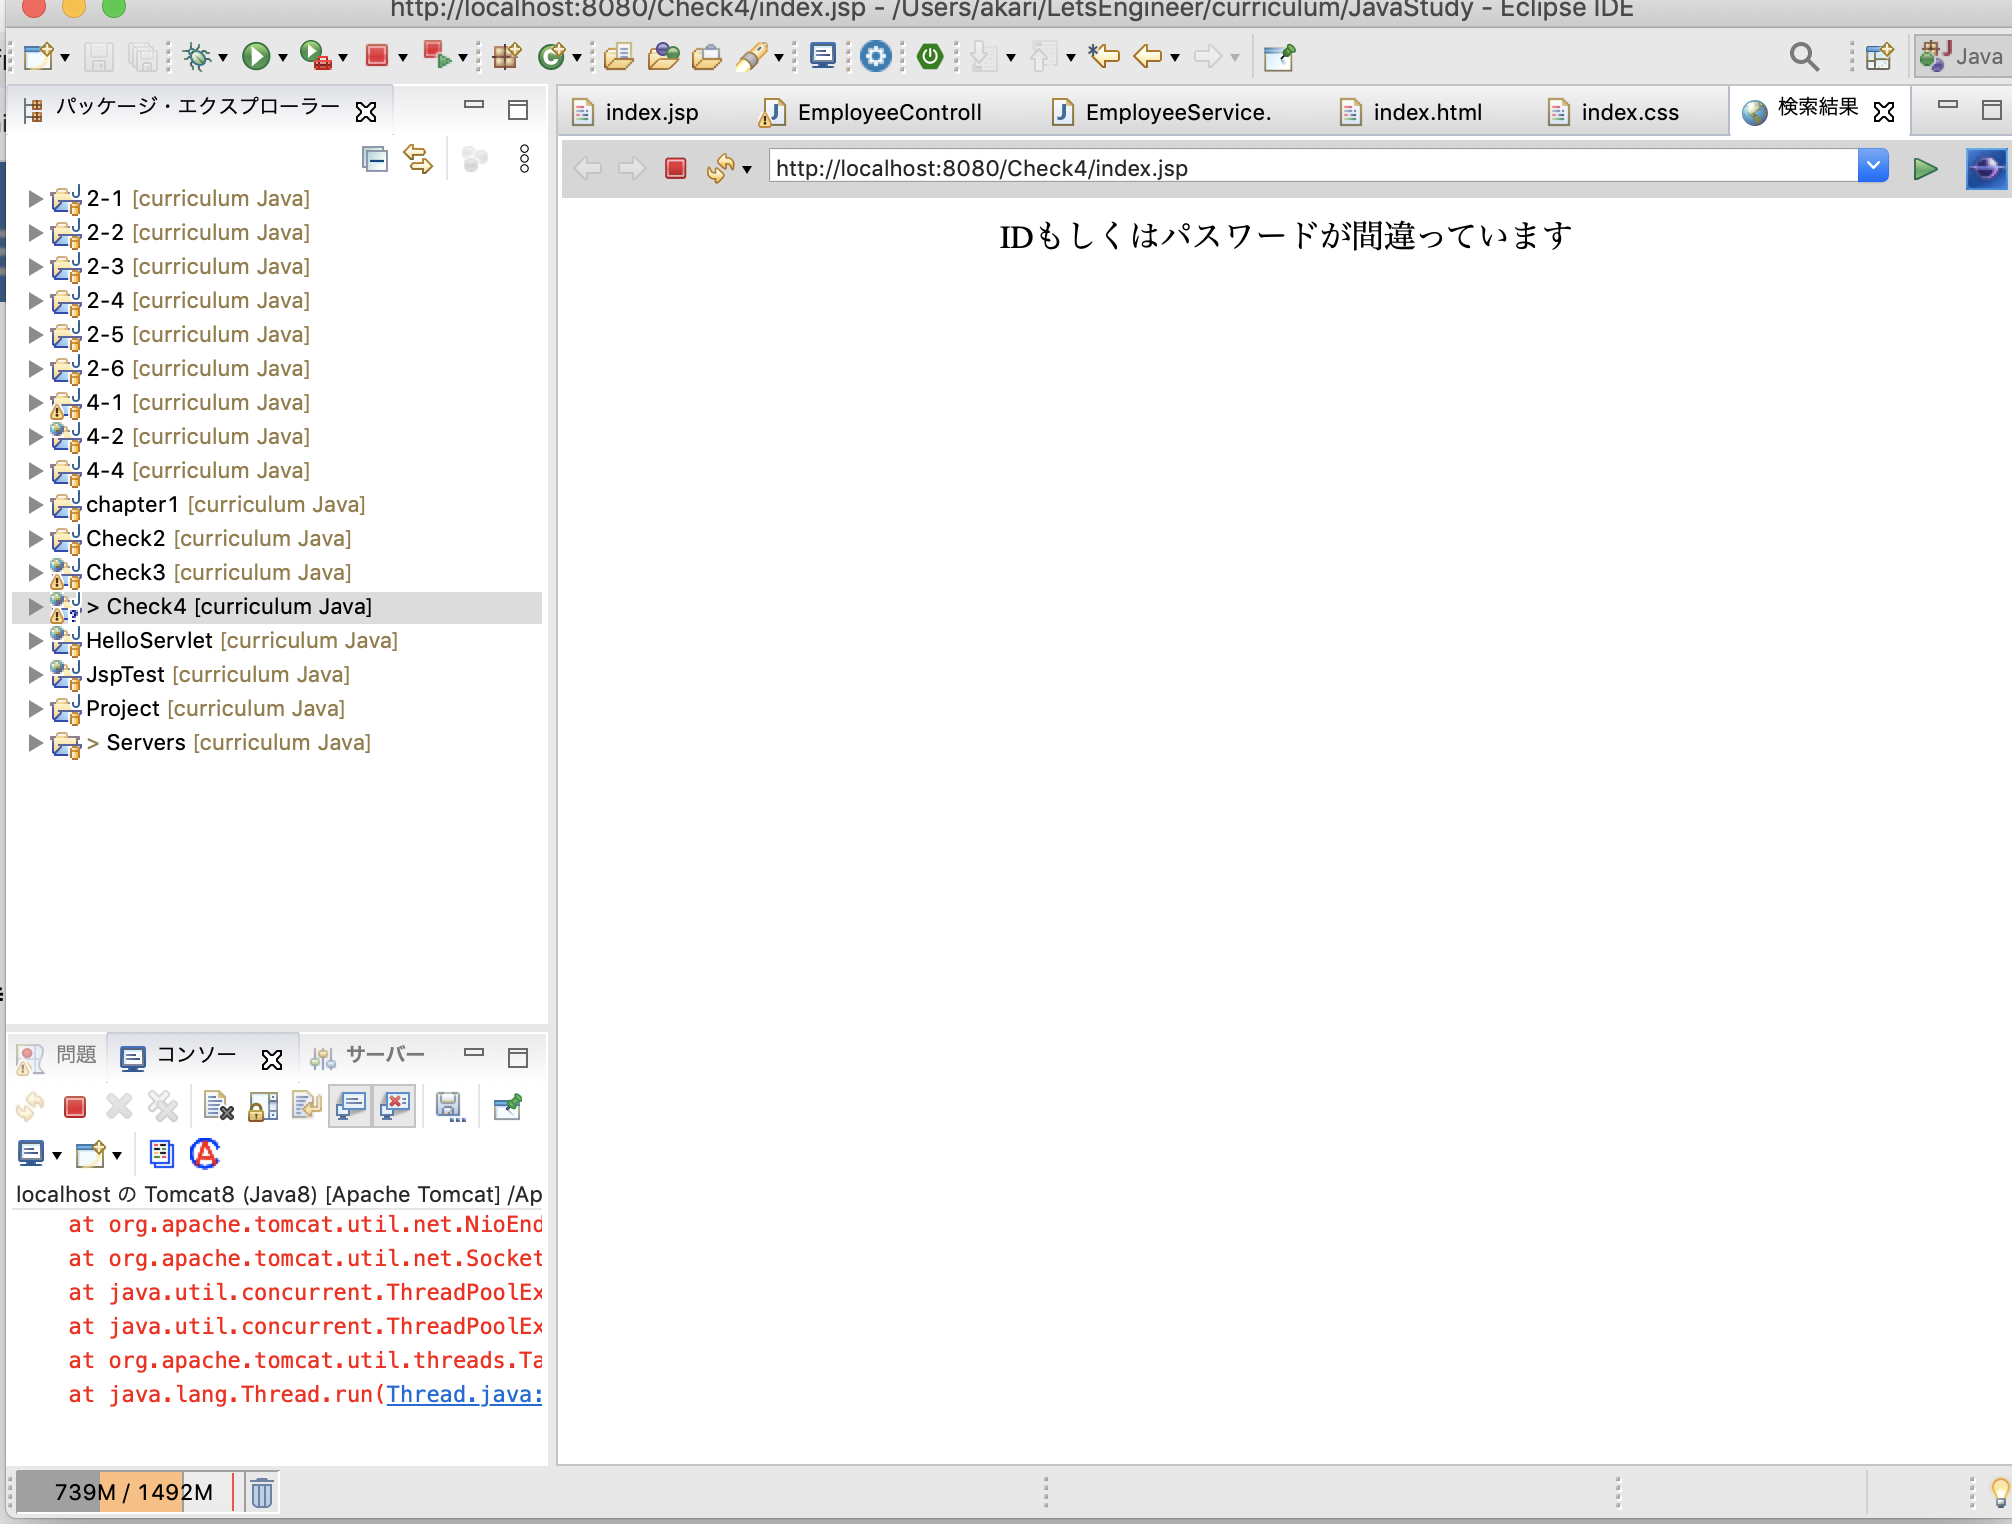 http://localhost:8080/Check4/index.jsp - /Users/akari/LetsEngineer/curriculum/JavaStudy - Eclipse IDE
Java
パッケージ・エクスプローラー
index.jsp
EmployeeControll
EmployeeService.
index.html
index.css
検索結果
http://localhost:8080/Check4/index.jsp
IDもしくはパスワードが間違っています
2-1 [curriculum Java]
2-2 [curriculum Java]
2-3 [curriculum Java]
2-4 [curriculum Java]
2-5 [curriculum Java]
2-6 [curriculum Java]
4-1 [curriculum Java]
4-2 [curriculum Java]
4-4 [curriculum Java]
chapter1 [curriculum Java]
Check2 [curriculum Java]
Check3 [curriculum Java]
> Check4 [curriculum Java]
HelloServlet [curriculum Java]
JspTest [curriculum Java]
Project [curriculum Java]
> Servers [curriculum Java]
問題
コンソー
サーバー
localhost の Tomcat8 (Java8) [Apache Tomcat] /Ap
at org.apache.tomcat.util.net.NioEnd
at org.apache.tomcat.util.net.Socket
at java.util.concurrent.ThreadPoolEx
at java.util.concurrent.ThreadPoolEx
at org.apache.tomcat.util.threads.Ta
at java.lang.Thread.run(Thread.java:
739M / 1492M